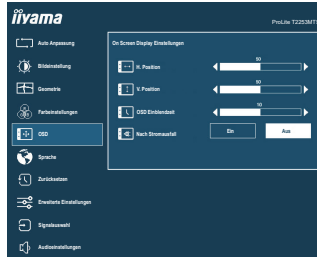 iiyama
ProLite T2253MT
Auto Anpassung
Bildeinstellung
Geometrie
Farbeinstellungen
OSD
Sprache
Zurücksetzen
Erweiterte Einstellungen
Signalauswahl
Audioeinstellungen
On Screen Display Einstellungen
H. Position
50
V. Position
50
OSD Einblendzeit
10
Nach Stromausfall
Ein
Aus